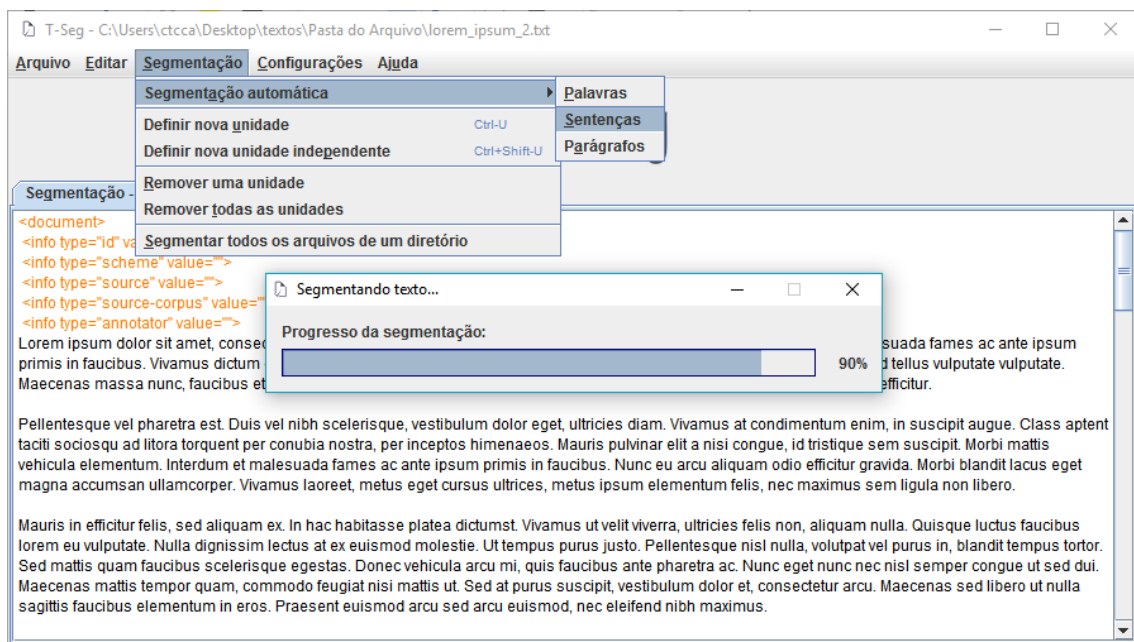 T-Seg - C:\Users\ctcca\Desktop\textos\Pasta do Arquivo\lorem_ipsum_2.txt
Arquivo Editar Segmentação Configurações Ajuda
Segmentação automática
Palavras
Sentenças
Parágrafos
Definir nova unidade Ctrl-U
Definir nova unidade independente Ctrl+Shift-U
Remover uma unidade
Remover todas as unidades
Segmentar todos os arquivos de um diretório
Segmentação -
<document>
<info type="id" va
<info type="scheme" value="">
<info type="source" value="">
<info type="source-corpus" value="
<info type="annotator" value="">
Segmentando texto...
Progresso da segmentação:
90%
Lorem ipsum dolor sit amet, consec suada fames ac ante ipsum
primis in faucibus. Vivamus dictum d tellus vulputate vulputate.
Maecenas massa nunc, faucibus et efficitur.
Pellentesque vel pharetra est. Duis vel nibh scelerisque, vestibulum dolor eget, ultricies diam. Vivamus at condimentum enim, in suscipit augue. Class aptent
taciti sociosqu ad litora torquent per conubia nostra, per inceptos himenaeos. Mauris pulvinar elit a nisi congue, id tristique sem suscipit. Morbi mattis
vehicula elementum. Interdum et malesuada fames ac ante ipsum primis in faucibus. Nunc eu arcu aliquam odio efficitur gravida. Morbi blandit lacus eget
magna accumsan ullamcorper. Vivamus laoreet, metus eget cursus ultrices, metus ipsum elementum felis, nec maximus sem ligula non libero.
Mauris in efficitur felis, sed aliquam ex. In hac habitasse platea dictumst. Vivamus ut velit viverra, ultricies felis non, aliquam nulla. Quisque luctus faucibus
lorem eu vulputate. Nulla dignissim lectus at ex euismod molestie. Ut tempus purus justo. Pellentesque nisl nulla, volutpat vel purus in, blandit tempus tortor.
Sed mattis quam faucibus scelerisque egestas. Donec vehicula arcu mi, quis faucibus ante pharetra ac. Nunc eget nunc nec nisl semper congue ut sed dui.
Maecenas mattis tempor quam, commodo feugiat nisi mattis ut. Sed at purus suscipit, vestibulum dolor et, consectetur arcu. Maecenas sed libero ut nulla
sagittis faucibus elementum in eros. Praesent euismod arcu sed arcu euismod, nec eleifend nibh maximus.